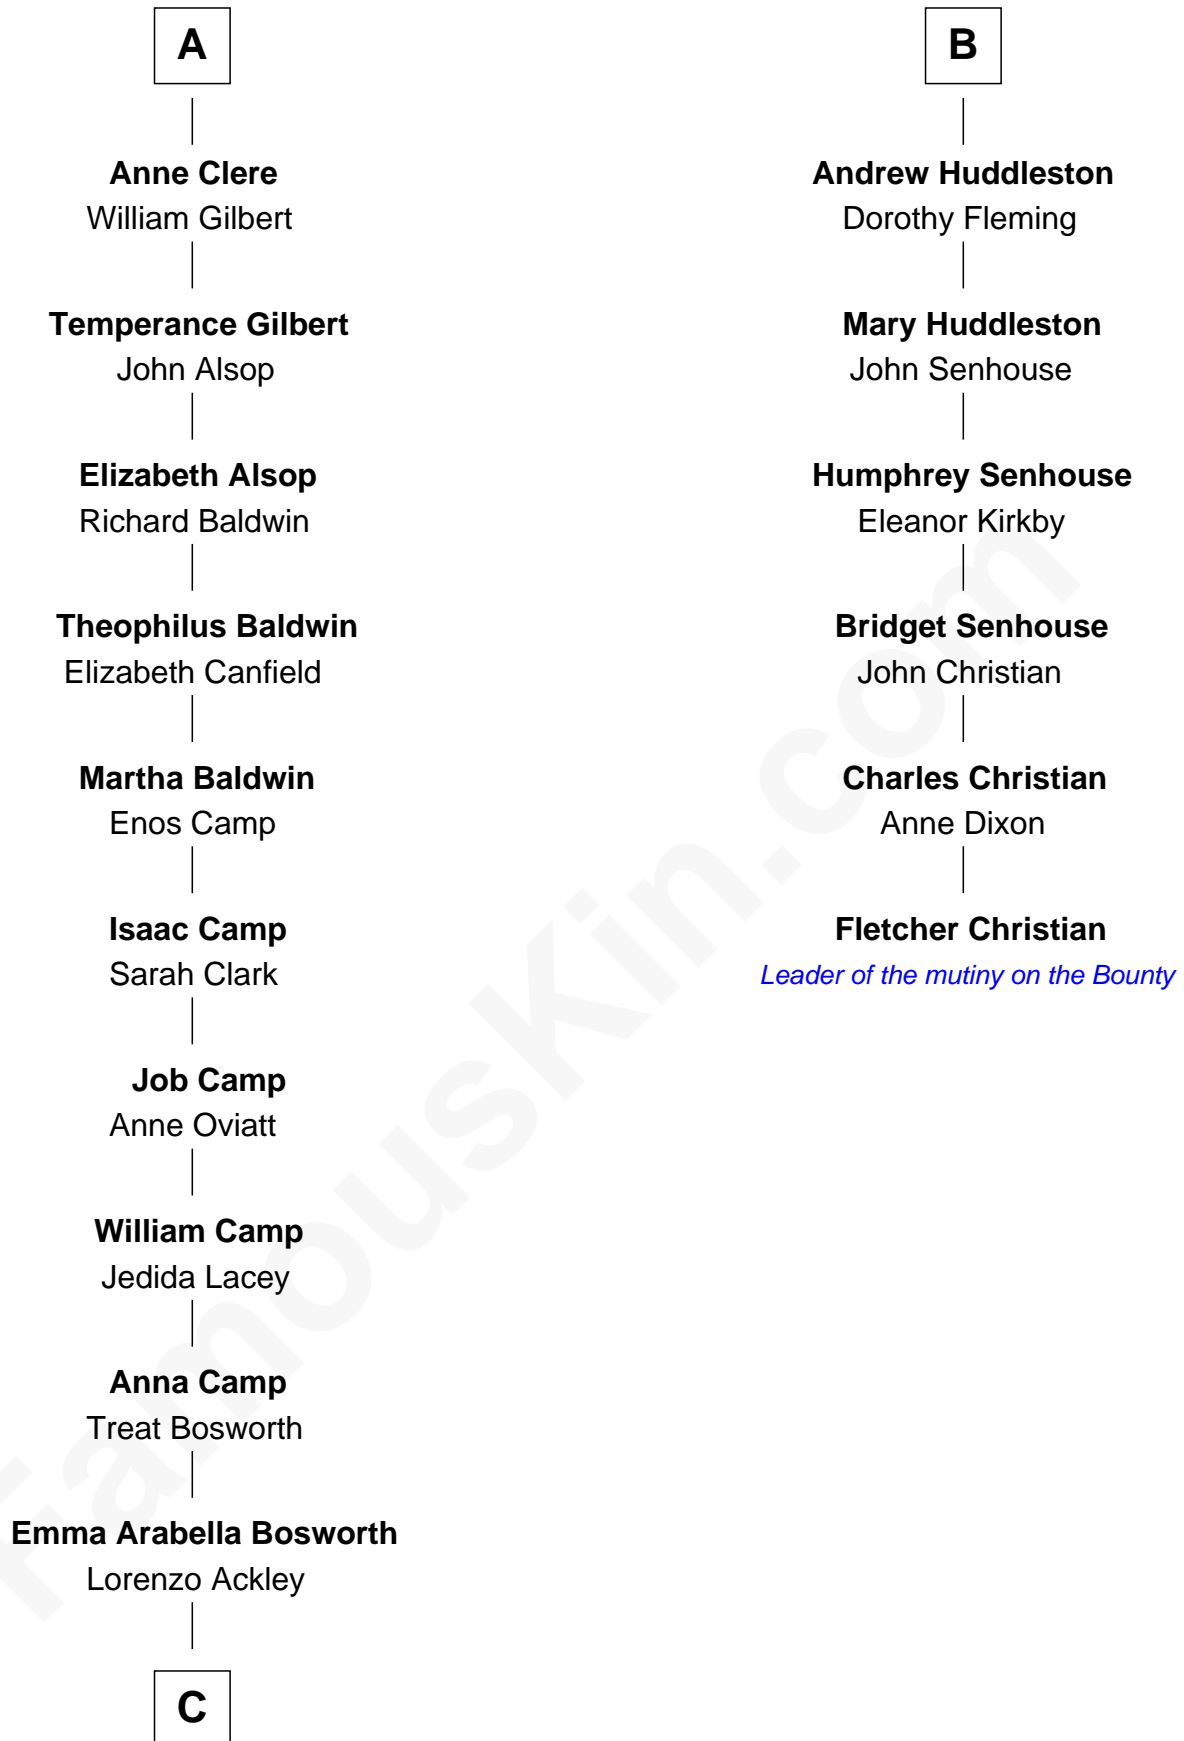 A
Anne Clere
William Gilbert
Temperance Gilbert
John Alsop
Elizabeth Alsop
Richard Baldwin
Theophilus Baldwin
Elizabeth Canfield
Martha Baldwin
Enos Camp
Isaac Camp
Sarah Clark
Job Camp
Anne Oviatt
William Camp
Jedida Lacey
Anna Camp
Treat Bosworth
Emma Arabella Bosworth
Lorenzo Ackley
C
B
Andrew Huddleston
Dorothy Fleming
Mary Huddleston
John Senhouse
Humphrey Senhouse
Eleanor Kirkby
Bridget Senhouse
John Christian
Charles Christian
Anne Dixon
Fletcher Christian
Leader of the mutiny on the Bounty
FamousKin.com